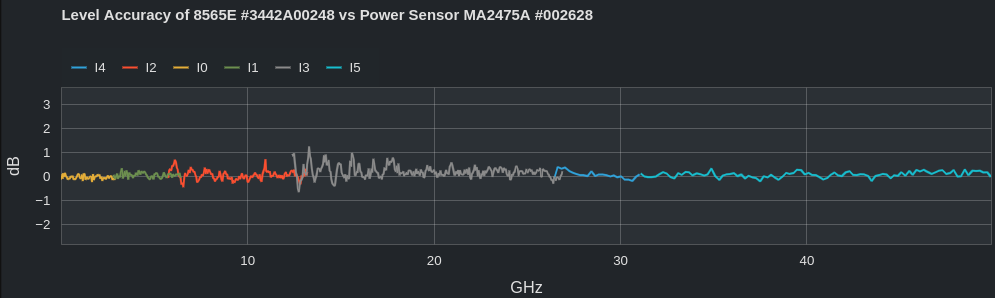 Level Accuracy of 8565E #3442A00248 vs Power Sensor MA2475A #002628
I4 I2 I0 I1 I3 I5
3
2
1
0
−1
−2
dB
10 20 30 40
GHz